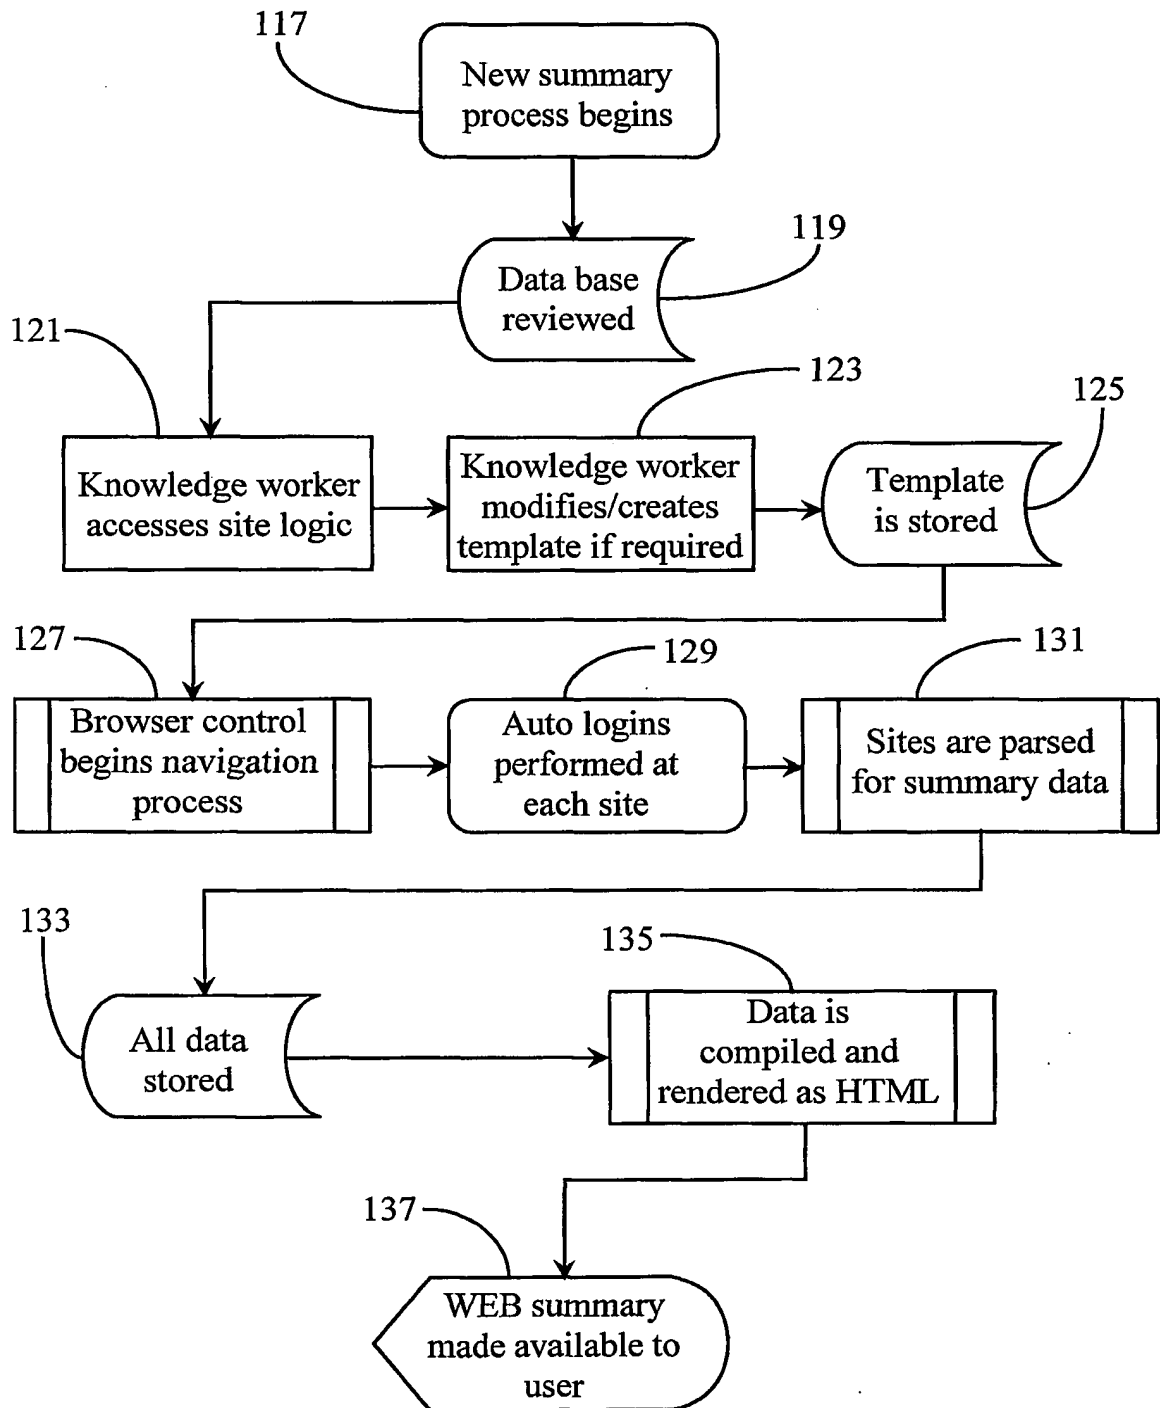 117
New summary
process begins
119
Data base
reviewed
121
123
125
Knowledge worker
accesses site logic
Knowledge worker
modifies/creates
template if required
Template
is stored
127
129
131
Browser control
begins navigation
process
Auto logins
performed at
each site
Sites are parsed
for summary data
133
135
All data
stored
Data is
compiled and
rendered as HTML
137
WEB summary
made available to
user